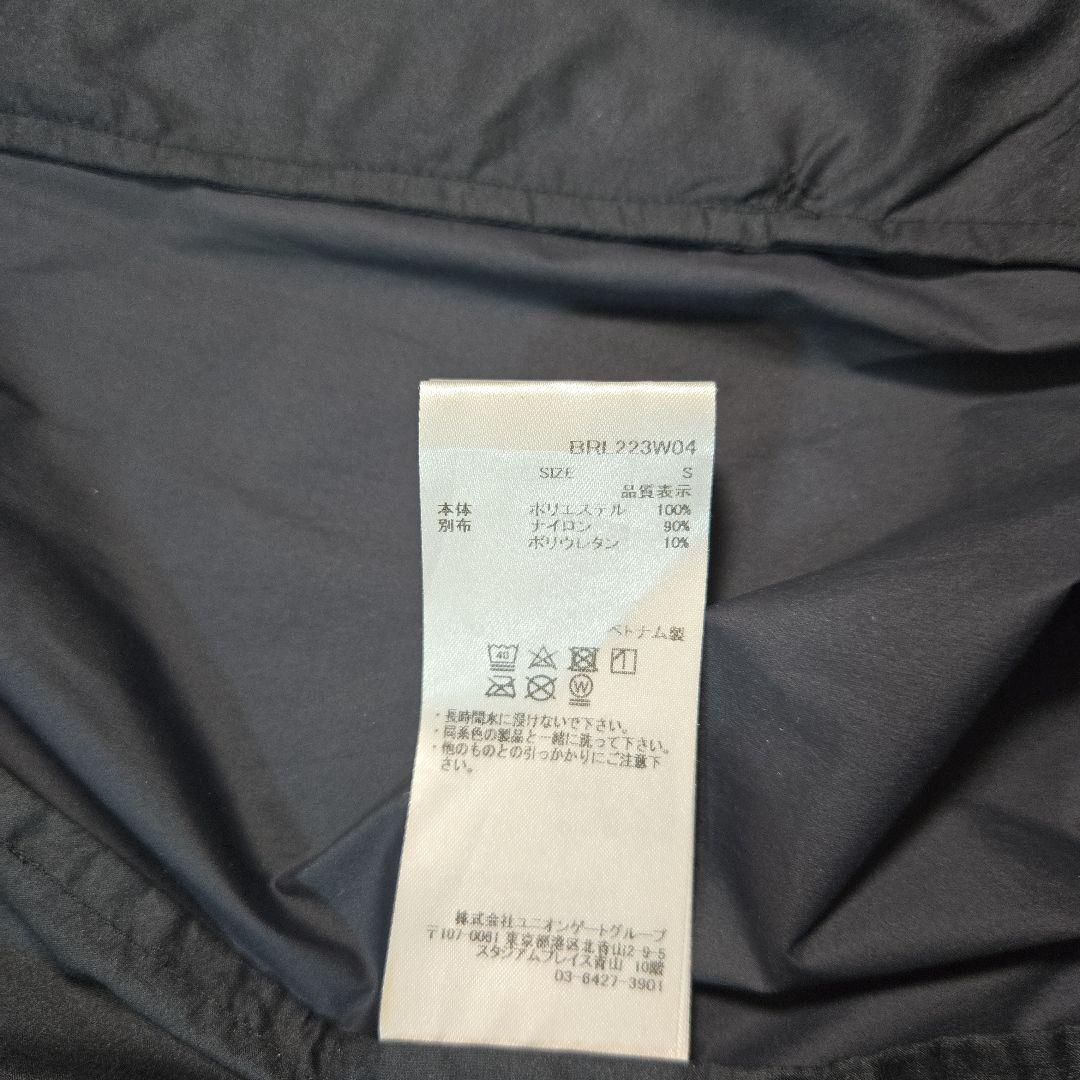 BRL223W04
SIZE S
品質表示
本体 ポリエステル 100%
別布 ナイロン 90%
ポリウレタン 10%
ベトナム製
40
W
・長時間水に浸けないで下さい。
・同系色の製品と一緒に洗って下さい。
・他のものとの引っかかりにご注意下
さい。
株式会社ユニオンゲートグループ
〒107-0061 東京都港区北青山2-9-5
スタジアムプレイス青山 10階
03-6427-3901